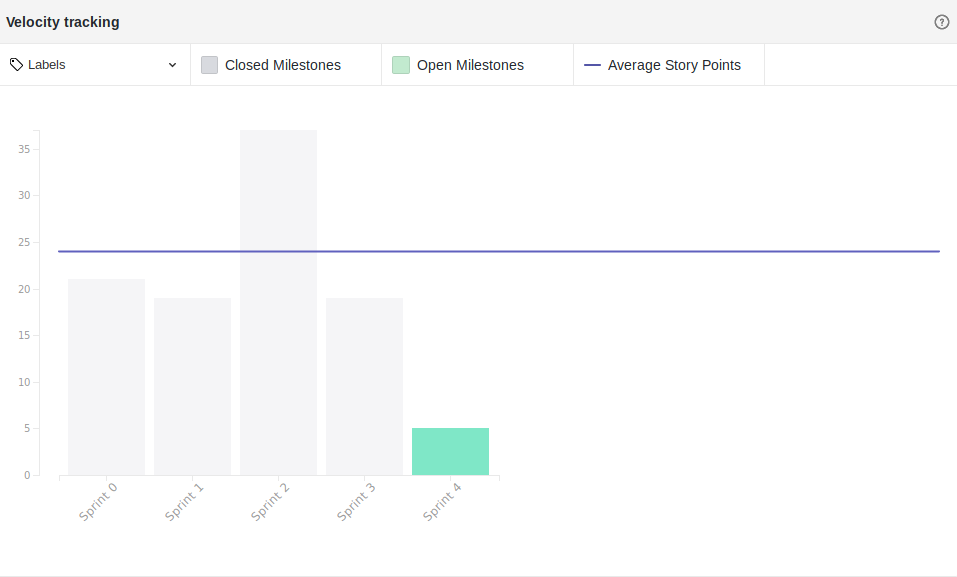 Velocity tracking
?
Labels
Closed Milestones
Open Milestones
Average Story Points
35
30
25
20
15
10
5
0
Sprint 0
Sprint 1
Sprint 2
Sprint 3
Sprint 4